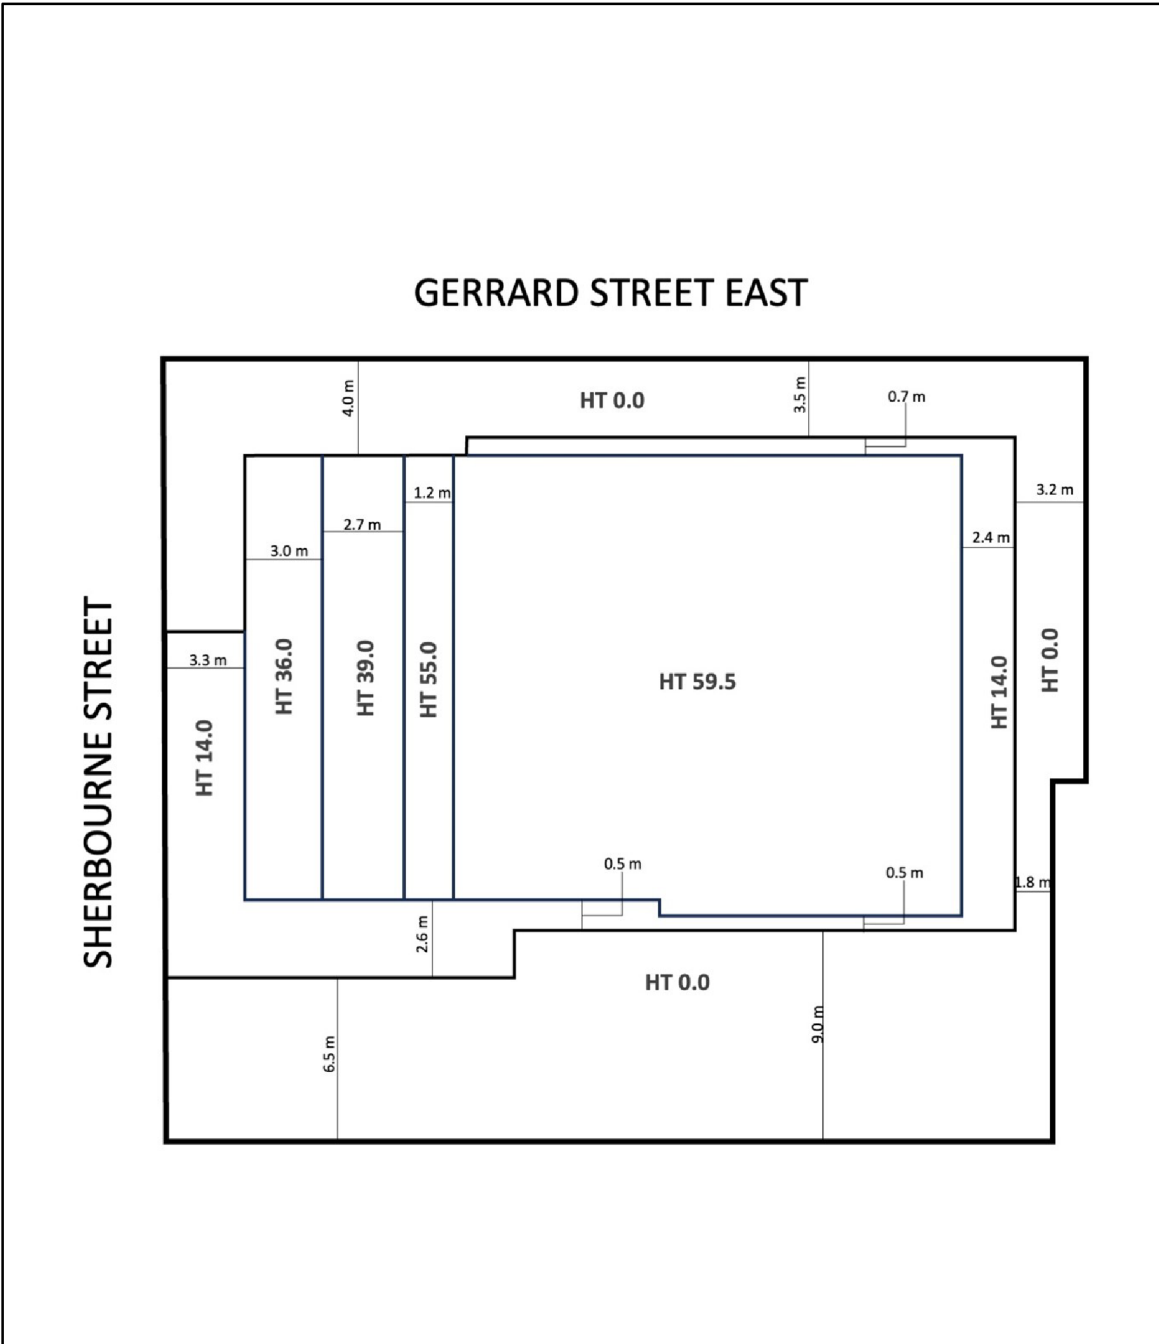 GERRARD STREET EAST
4.0 m
HT 0.0
3.5 m
0.7 m
3.2 m
1.2 m
2.7 m
2.4 m
3.0 m
SHERBOURNE STREET
3.3 m
HT 14.0
HT 36.0
HT 39.0
HT 55.0
HT 59.5
HT 14.0
HT 0.0
0.5 m
0.5 m
1.8 m
2.6 m
HT 0.0
6.5 m
9.0 m